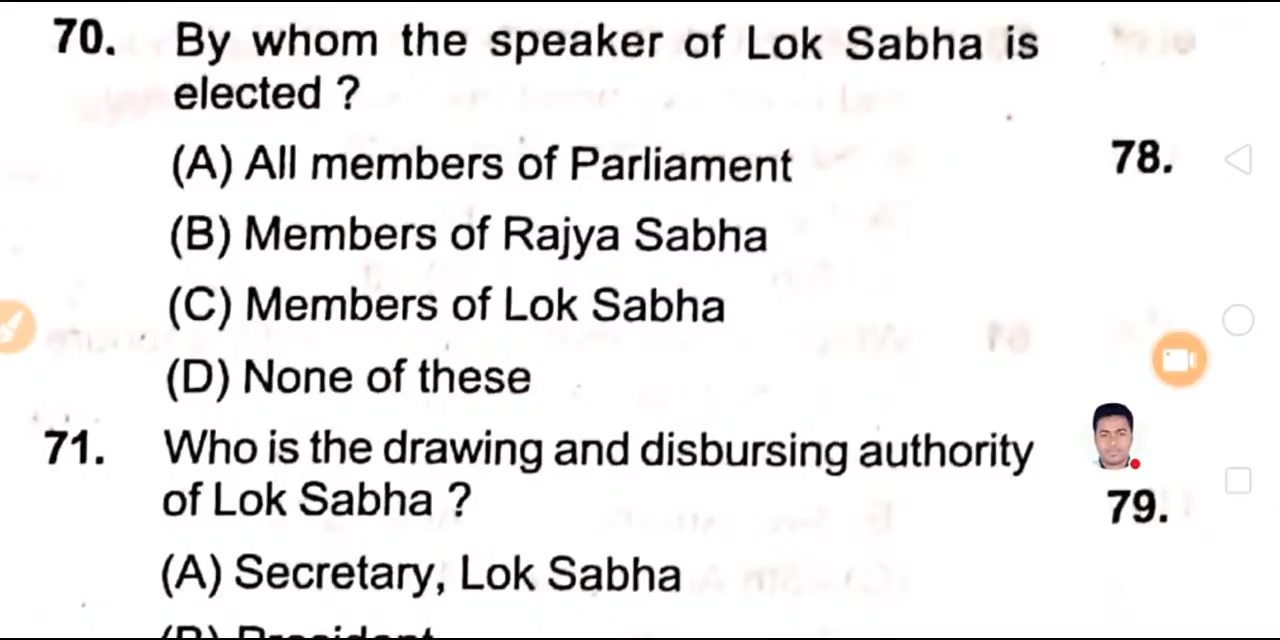 70. By whom the speaker of Lok Sabha is
elected ?
(A) All members of Parliament
(B) Members of Rajya Sabha
(C) Members of Lok Sabha
(D) None of these
71. Who is the drawing and disbursing authority
of Lok Sabha ?
(A) Secretary, Lok Sabha
(B) President
78.
79.